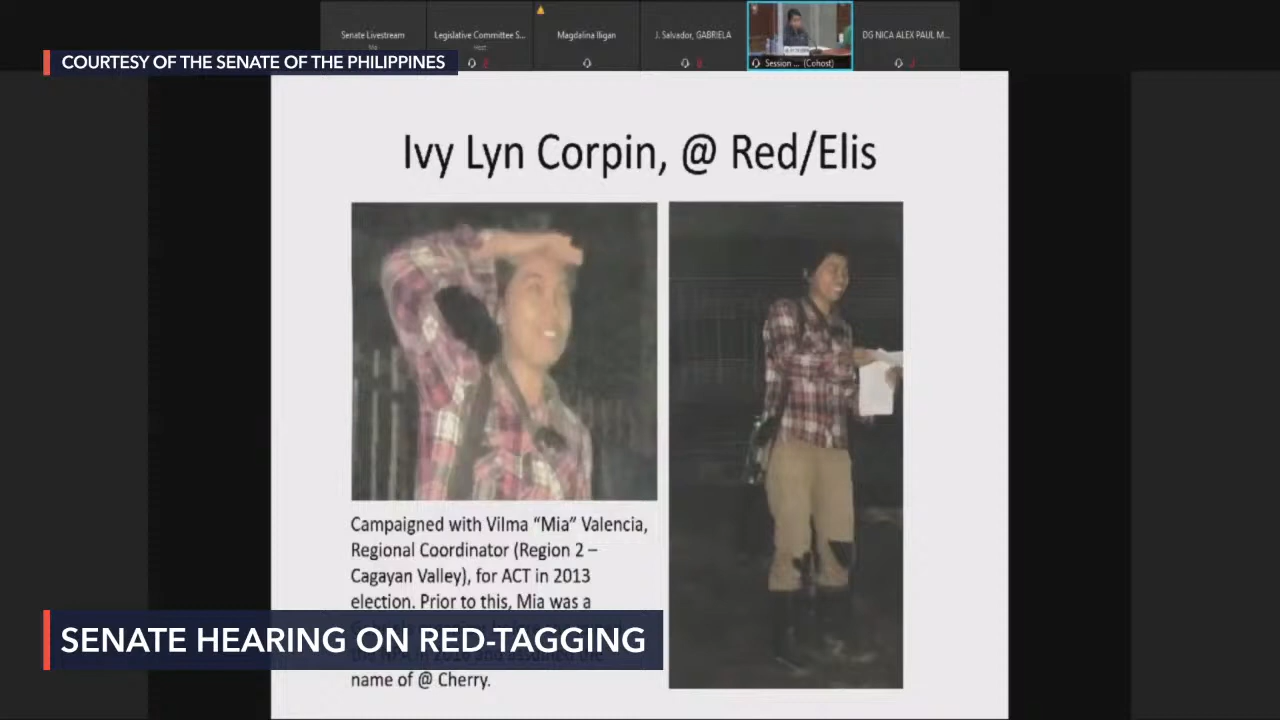 Senate Livestream
Me
Legislative Committee S...
Host
Magdalina Iligan
J. Salvador, GABRIELA
Session ... (Cohost)
DG NICA ALEX PAUL M...
COURTESY OF THE SENATE OF THE PHILIPPINES
Ivy Lyn Corpin, @ Red/Elis
Campaigned with Vilma “Mia” Valencia,
Regional Coordinator (Region 2 –
Cagayan Valley), for ACT in 2013
election. Prior to this, Mia was a
SENATE HEARING ON RED-TAGGING
name of @ Cherry.